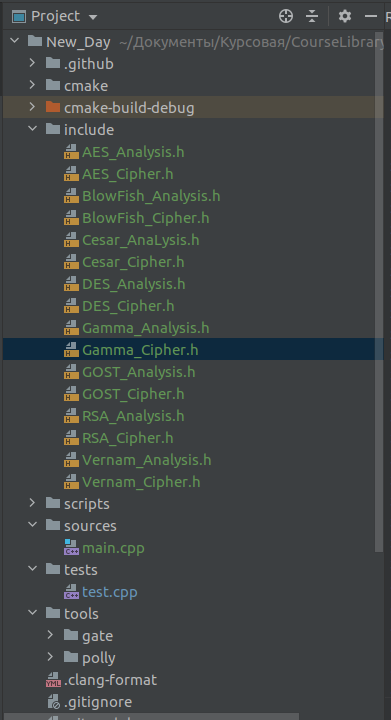 Project
New_Day ~/Документы/Курсовая/CourseLibrary
.github
cmake
cmake-build-debug
include
AES_Analysis.h
AES_Cipher.h
BlowFish_Analysis.h
BlowFish_Cipher.h
Cesar_AnaLysis.h
Cesar_Cipher.h
DES_Analysis.h
DES_Cipher.h
Gamma_Analysis.h
Gamma_Cipher.h
GOST_Analysis.h
GOST_Cipher.h
RSA_Analysis.h
RSA_Cipher.h
Vernam_Analysis.h
Vernam_Cipher.h
scripts
sources
main.cpp
tests
test.cpp
tools
gate
polly
.clang-format
.gitignore